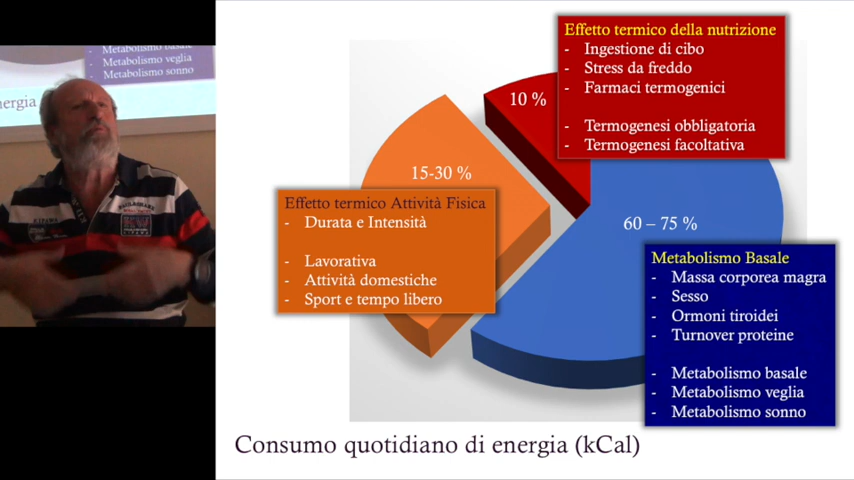 Metabolismo basale
- Metabolismo veglia
- Metabolismo sonno
energia
Effetto termico della nutrizione
- Ingestione di cibo
- Stress da freddo
- Farmaci termogenici
- Termogenesi obbligatoria
- Termogenesi facoltativa
10 %
15-30 %
Effetto termico Attività Fisica
- Durata e Intensità
- Lavorativa
- Attività domestiche
- Sport e tempo libero
60 – 75 %
Metabolismo Basale
- Massa corporea magra
- Sesso
- Ormoni tiroidei
- Turnover proteine
- Metabolismo basale
- Metabolismo veglia
- Metabolismo sonno
Consumo quotidiano di energia (kCal)